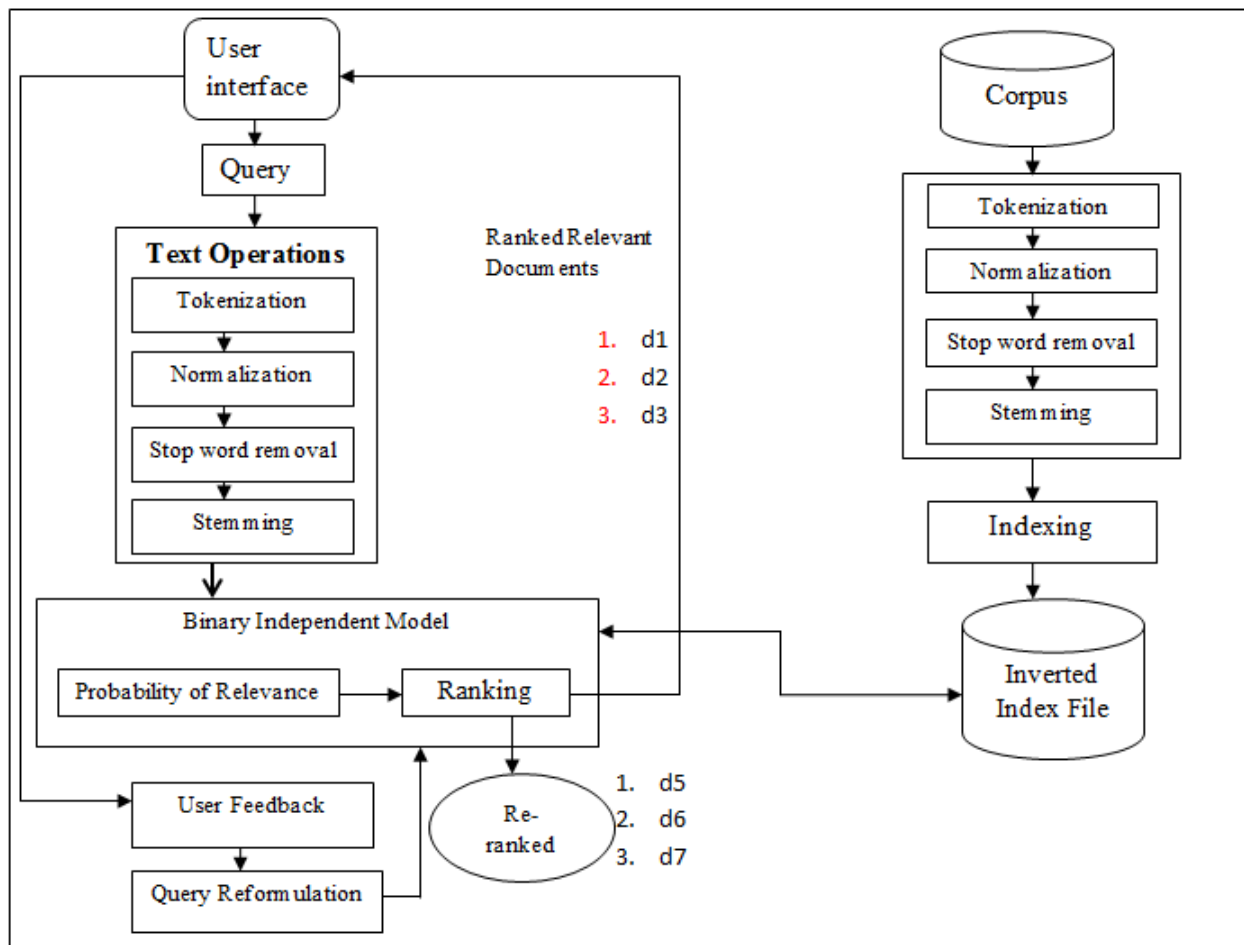 User
interface
Query
Text Operations
Tokenization
Normalization
Stop word removal
Stemming
Binary Independent Model
Probability of Relevance
Ranking
User Feedback
Query Reformulation
Re-
ranked
1. d5
2. d6
3. d7
Ranked Relevant
Documents
1. d1
2. d2
3. d3
Corpus
Tokenization
Normalization
Stop word removal
Stemming
Indexing
Inverted
Index File